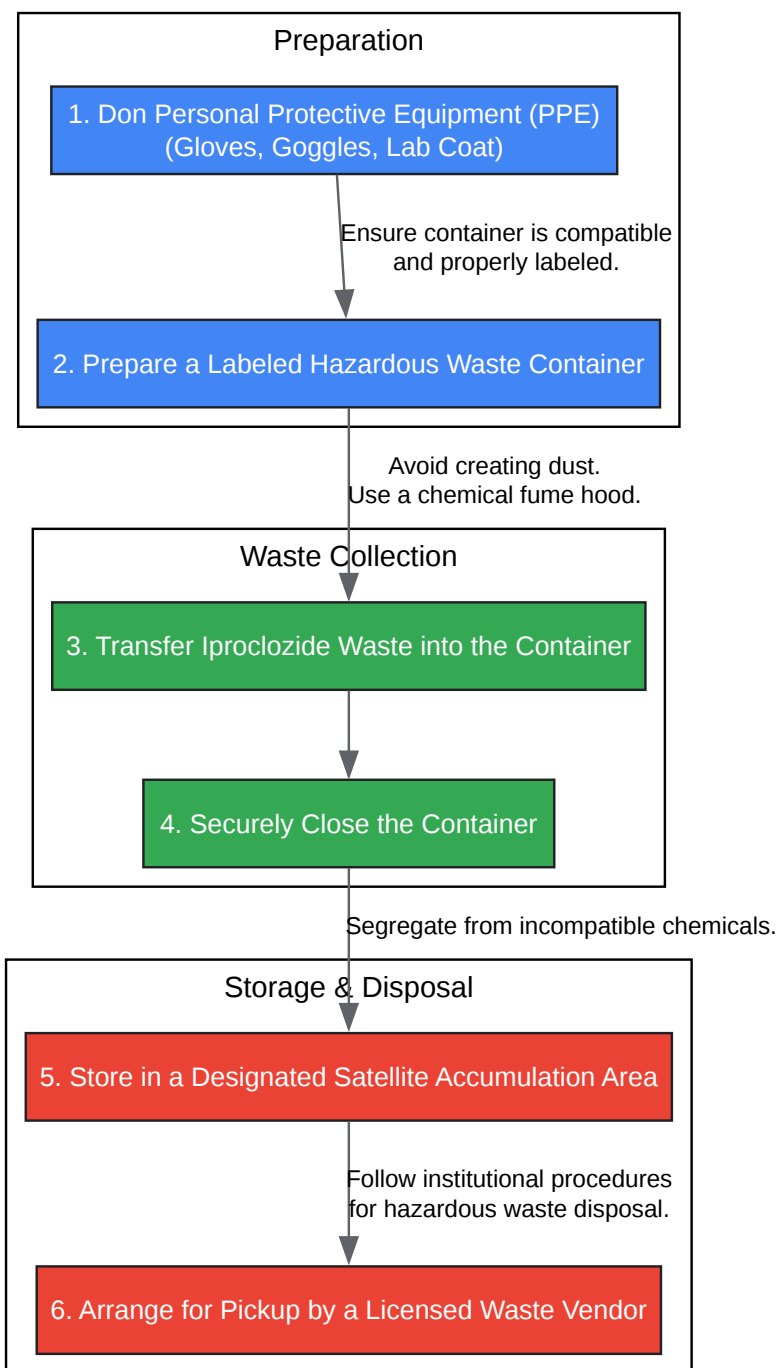 Preparation
1. Don Personal Protective Equipment (PPE)
(Gloves, Goggles, Lab Coat)
Ensure container is compatible
and properly labeled.
2. Prepare a Labeled Hazardous Waste Container
Avoid creating dust.
Use a chemical fume hood.
Waste Collection
3. Transfer Iproclozide Waste into the Container
4. Securely Close the Container
Segregate from incompatible chemicals.
Storage & Disposal
5. Store in a Designated Satellite Accumulation Area
Follow institutional procedures
for hazardous waste disposal.
6. Arrange for Pickup by a Licensed Waste Vendor